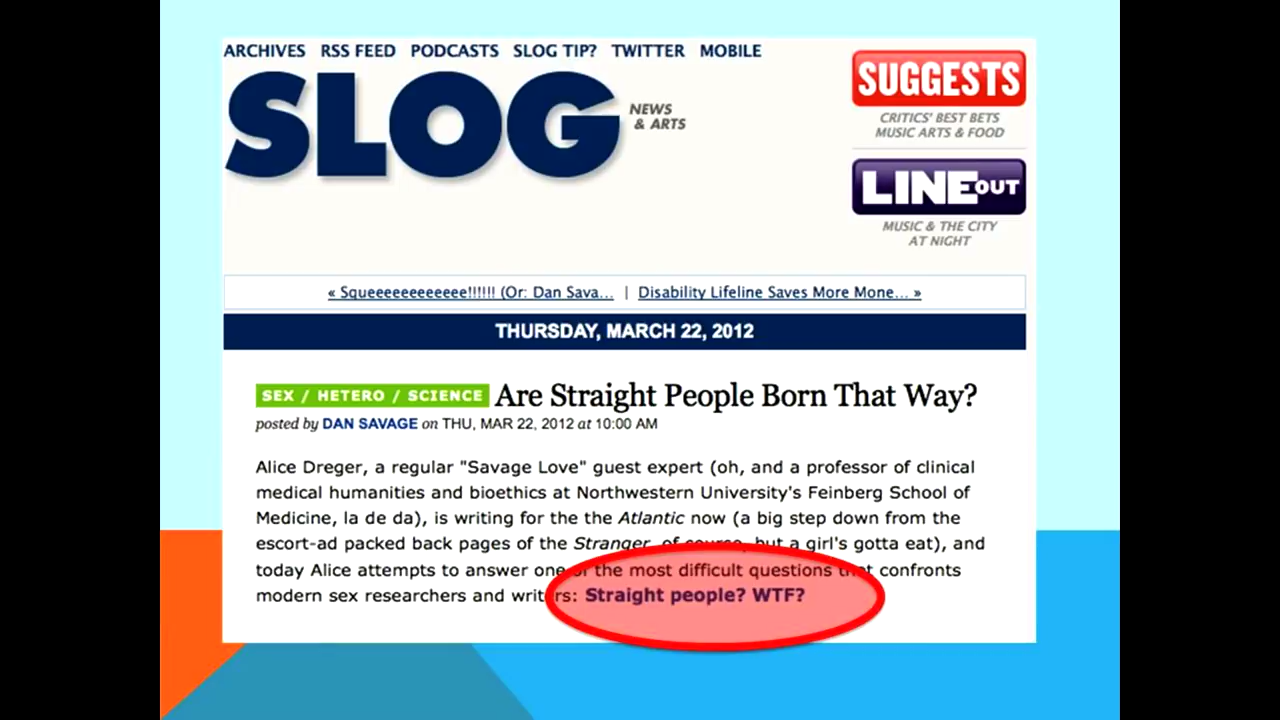 ARCHIVES RSS FEED PODCASTS SLOG TIP? TWITTER MOBILE
SLOG
NEWS
& ARTS
SUGGESTS
CRITICS' BEST BETS
MUSIC ARTS & FOOD
LINEOUT
MUSIC & THE CITY
AT NIGHT
« Squeeeeeeeeeeee!!!!!! (Or: Dan Sava... | Disability Lifeline Saves More Mone... »
THURSDAY, MARCH 22, 2012
SEX / HETERO / SCIENCE Are Straight People Born That Way?
posted by DAN SAVAGE on THU, MAR 22, 2012 at 10:00 AM
Alice Dreger, a regular "Savage Love" guest expert (oh, and a professor of clinical
medical humanities and bioethics at Northwestern University's Feinberg School of
Medicine, la de da), is writing for the the Atlantic now (a big step down from the
escort-ad packed back pages of the Stranger, of course, but a girl's gotta eat), and
today Alice attempts to answer one of the most difficult questions that confronts
modern sex researchers and writers: Straight people? WTF?